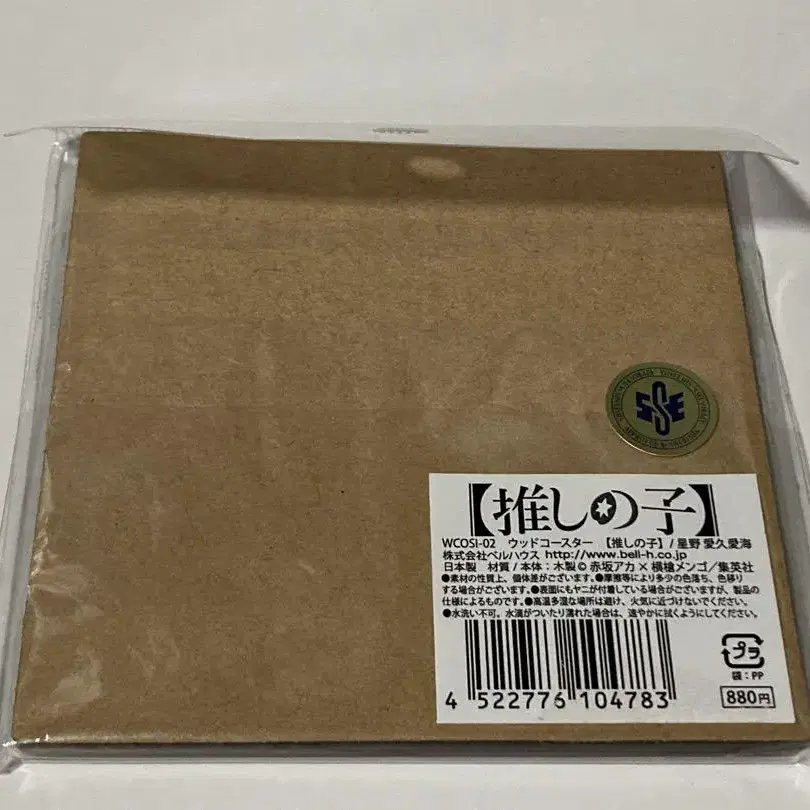 SSE
【推しの子】
WCOSI-02 ウッドコースター 【推しの子】/ 星野 愛久愛海
株式会社ベルハウス http://www.bell-h.co.jp
日本製 材質 / 本体：木製 © 赤坂アカ × 横槍メンゴ／集英社
●素材の性質上、個体差がございます。●摩擦等により多少の色落ち、色移り
する場合がございます。●表面にもヤニが付着している場合がございますが、製品の
仕様によるものです。●高温多湿な場所は避け、火気に近づけないでください。
●水洗い不可。水滴がついたり濡れた場合は、速やかに拭くようにしてください。
プラ
袋：PP
4 522776 104783
880円